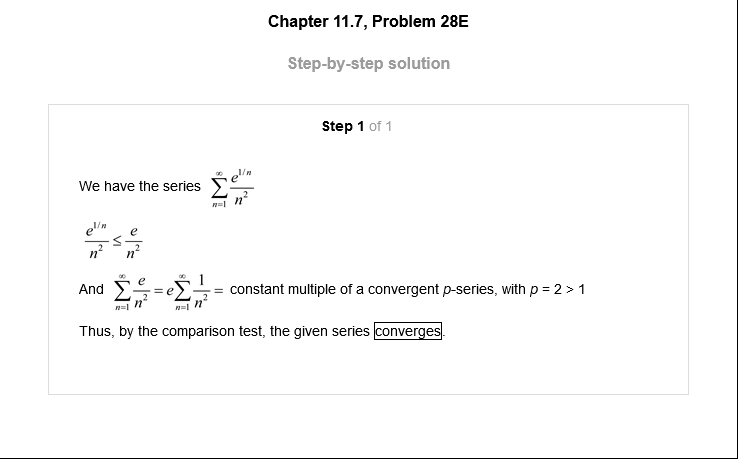 Chapter 11.7, Problem 28E
Step-by-step solution
Step 1 of 1
We have the series $\sum_{n=1}^{\infty} \frac{e^{1/n}}{n^2}$
$\frac{e^{1/n}}{n^2} \leq \frac{e}{n^2}$
And $\sum_{n=1}^{\infty} \frac{e}{n^2} = e\sum_{n=1}^{\infty} \frac{1}{n^2} =$ constant multiple of a convergent p-series, with p = 2 > 1
Thus, by the comparison test, the given series converges.